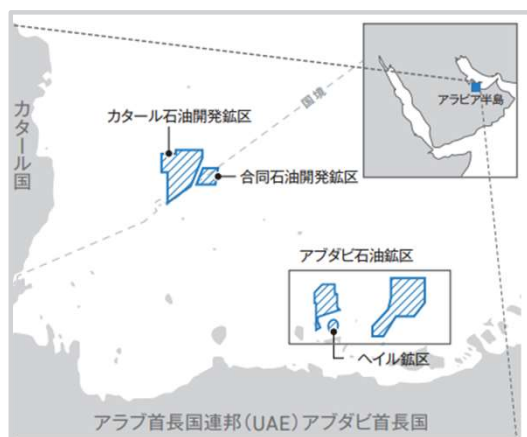 アラビア半島
国境
カタール国
カタール石油開発鉱区
合同石油開発鉱区
アブダビ石油鉱区
ヘイル鉱区
アラブ首長国連邦(UAE)アブダビ首長国